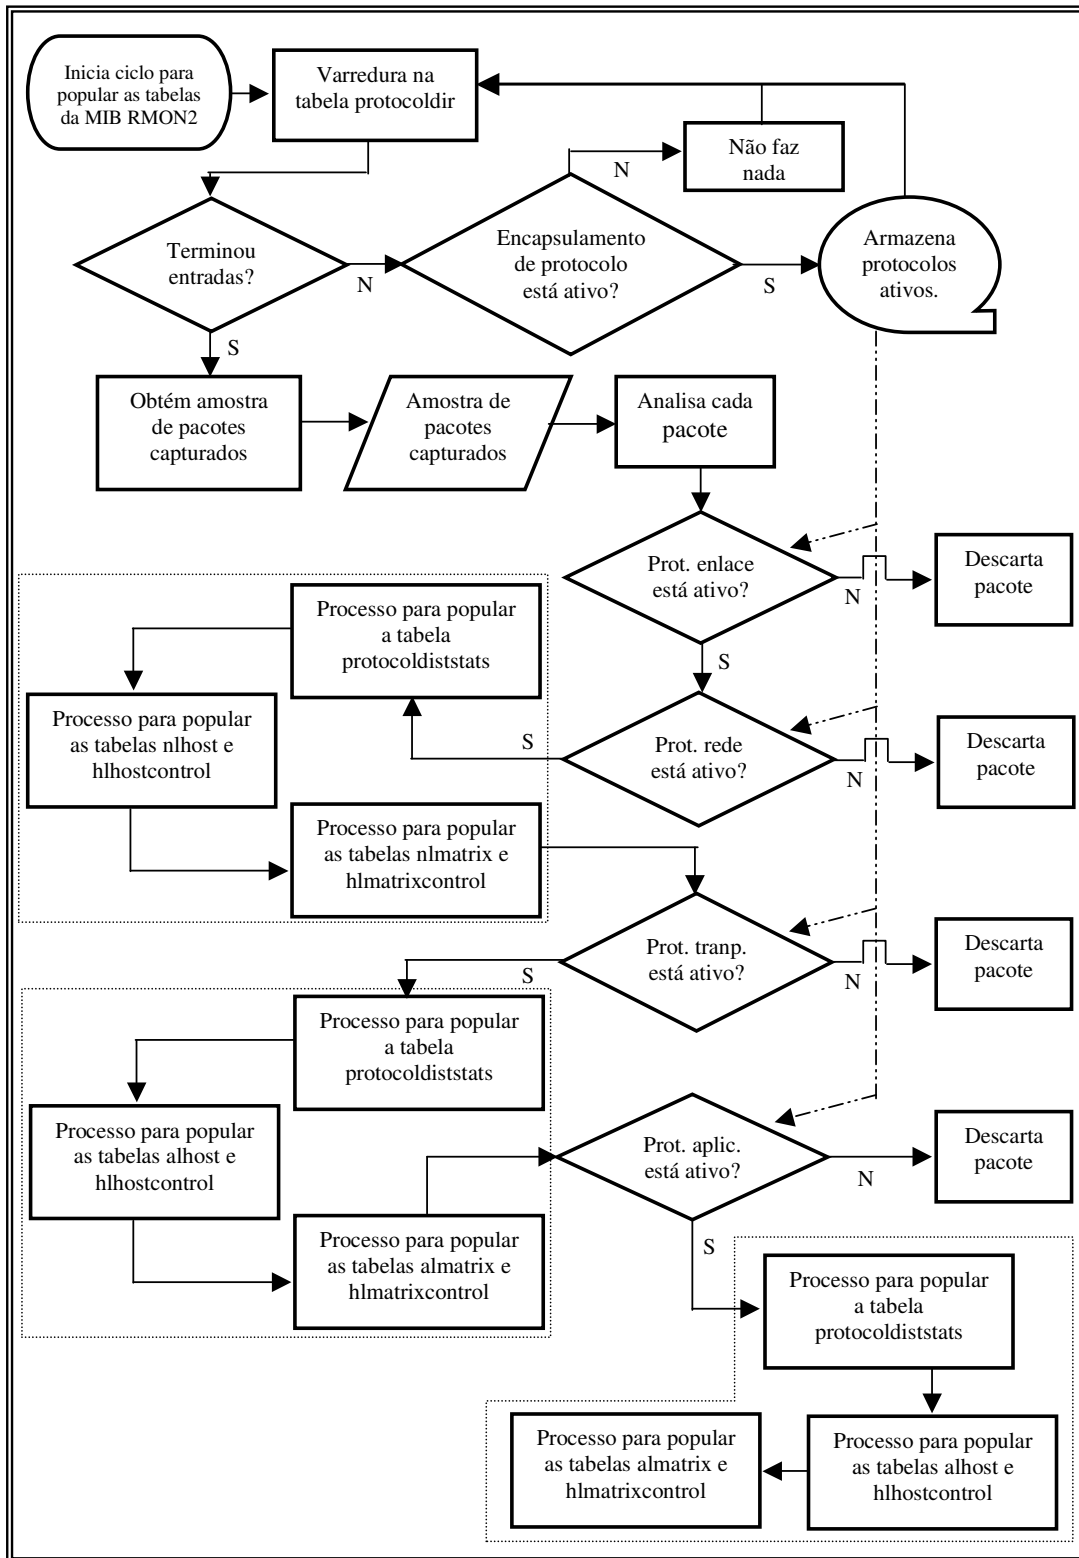 Inicia ciclo para
popular as tabelas
da MIB RMON2
Varredura na
tabela protocoldir
Não faz
nada
N
Terminou
entradas?
N
Encapsulamento
de protocolo
está ativo?
S
Armazena
protocolos
ativos.
S
Obtém amostra
de pacotes
capturados
Amostra de
pacotes
capturados
Analisa cada
pacote
Prot. enlace
está ativo?
N
Descarta
pacote
S
Processo para popular
a tabela
protocoldiststats
Processo para popular
as tabelas nlhost e
hlhostcontrol
S
Prot. rede
está ativo?
N
Descarta
pacote
Processo para popular
as tabelas nlmatrix e
hlmatrixcontrol
Prot. tranp.
está ativo?
N
Descarta
pacote
S
Processo para popular
a tabela
protocoldiststats
Processo para popular
as tabelas alhost e
hlhostcontrol
Processo para popular
as tabelas almatrix e
hlmatrixcontrol
Prot. aplic.
está ativo?
N
Descarta
pacote
S
Processo para popular
a tabela
protocoldiststats
Processo para popular
as tabelas almatrix e
hlmatrixcontrol
Processo para popular
as tabelas alhost e
hlhostcontrol